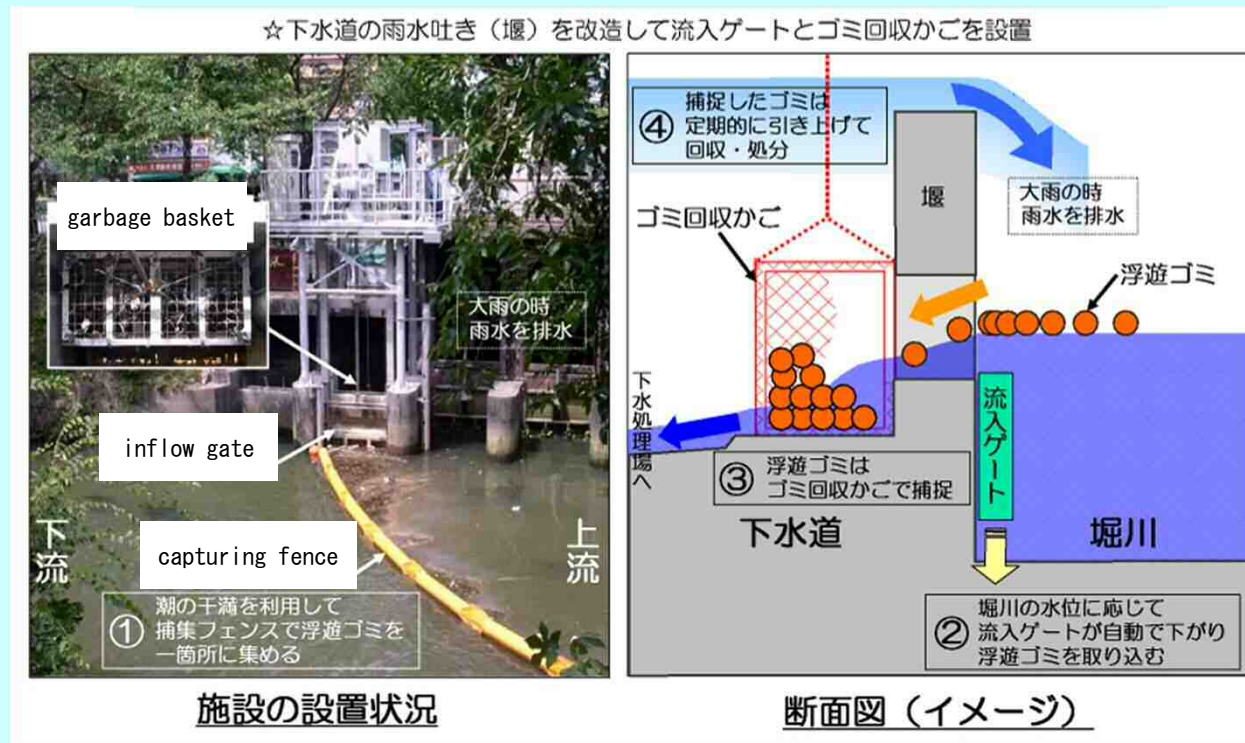 ☆下水道の雨水吐き（堰）を改造して流入ゲートとゴミ回収かごを設置
garbage basket
大雨の時
雨水を排水
inflow gate
capturing fence
下流
上流
①潮の干満を利用して
捕集フェンスで浮遊ゴミを
一箇所に集める
施設の設置状況
④捕捉したゴミは
定期的に引き上げて
回収・処分
堰
大雨の時
雨水を排水
ゴミ回収かご
浮遊ゴミ
下水処理場へ
流入ゲート
③浮遊ゴミは
ゴミ回収かごで捕捉
下水道
堀川
②堀川の水位に応じて
流入ゲートが自動で下がり
浮遊ゴミを取り込む
断面図（イメージ）